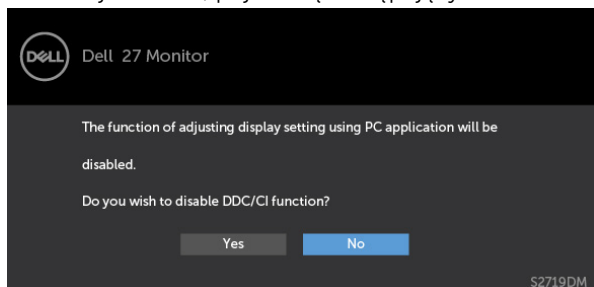 DELL
Dell 27 Monitor
The function of adjusting display setting using PC application will be
disabled.
Do you wish to disable DDC/CI function?
Yes No
S2719DM